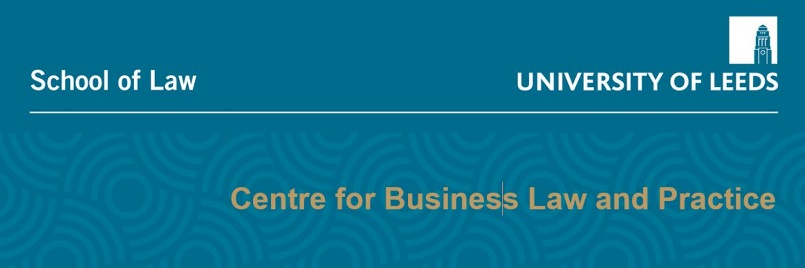 School of Law
UNIVERSITY OF LEEDS
Centre for Business Law and Practice